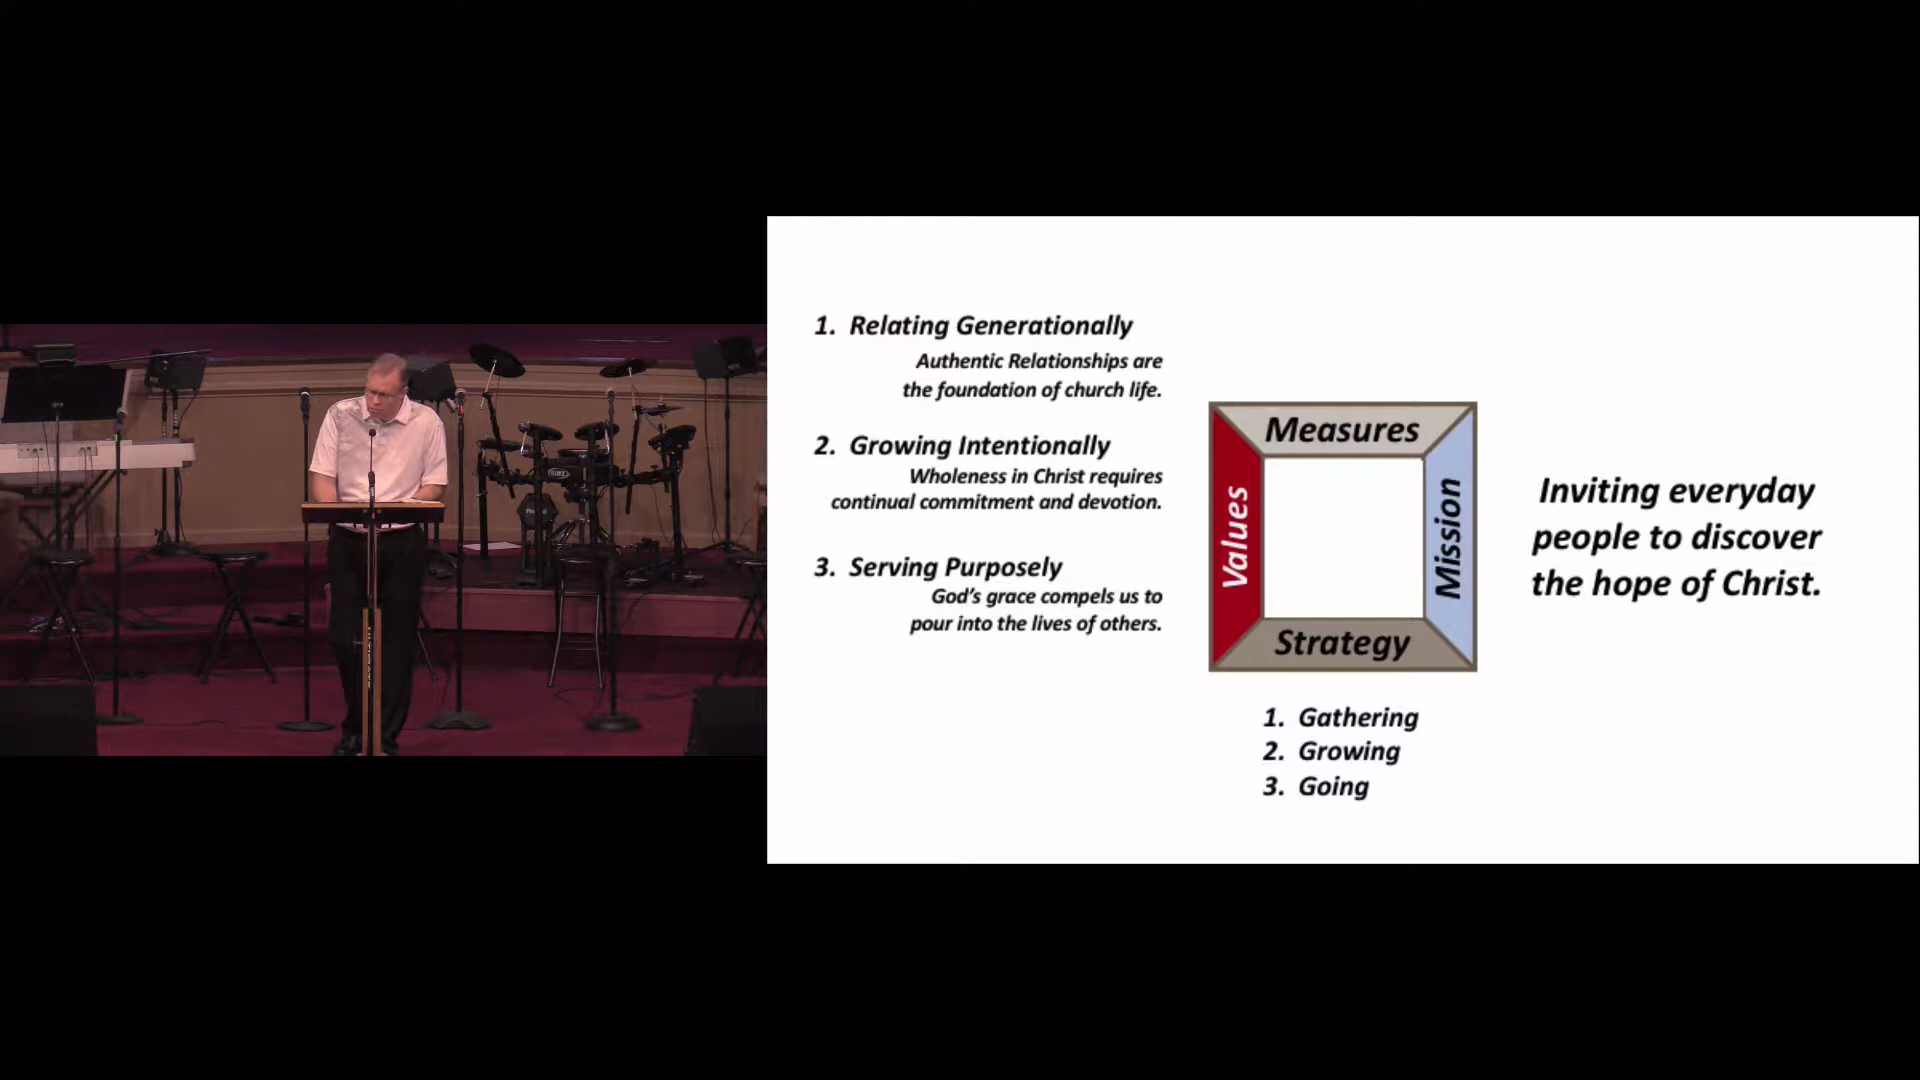 1. Relating Generationally
Authentic Relationships are
the foundation of church life.
2. Growing Intentionally
Wholeness in Christ requires
continual commitment and devotion.
3. Serving Purposely
God's grace compels us to
pour into the lives of others.
Measures
Values
Mission
Strategy
1. Gathering
2. Growing
3. Going
Inviting everyday
people to discover
the hope of Christ.